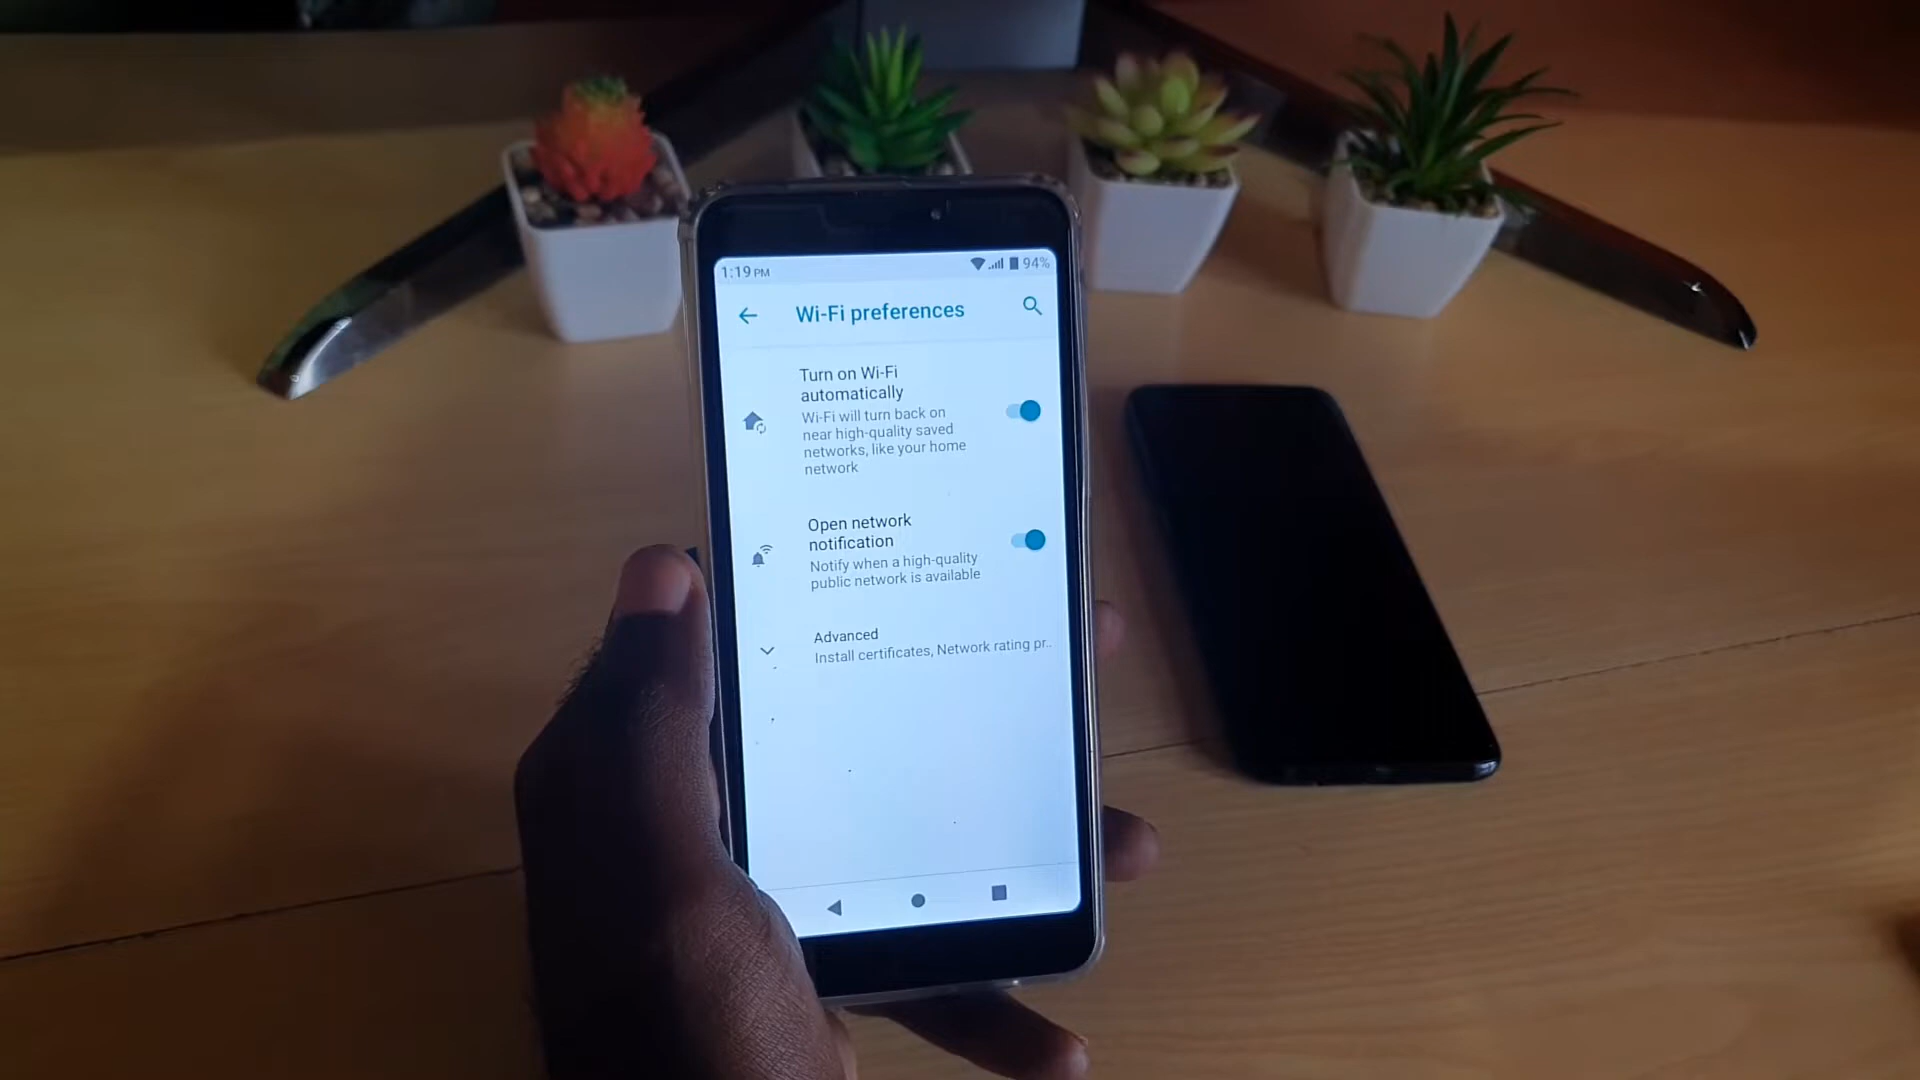 1:19 PM
94%
Wi-Fi preferences
Turn on Wi-Fi
automatically
Wi-Fi will turn back on
near high-quality saved
networks, like your home
network
Open network
notification
Notify when a high-quality
public network is available
Advanced
Install certificates, Network rating pr..